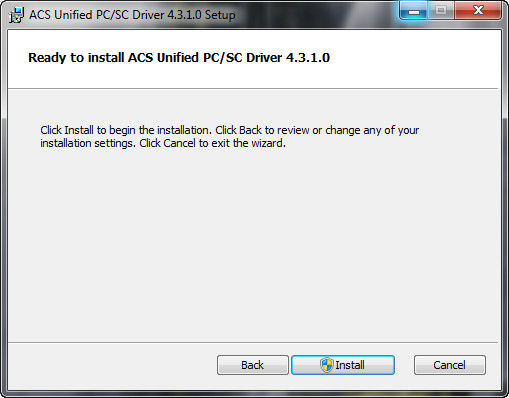 ACS Unified PC/SC Driver 4.3.1.0 Setup
Ready to install ACS Unified PC/SC Driver 4.3.1.0
Click Install to begin the installation. Click Back to review or change any of your
installation settings. Click Cancel to exit the wizard.
Back
Install
Cancel